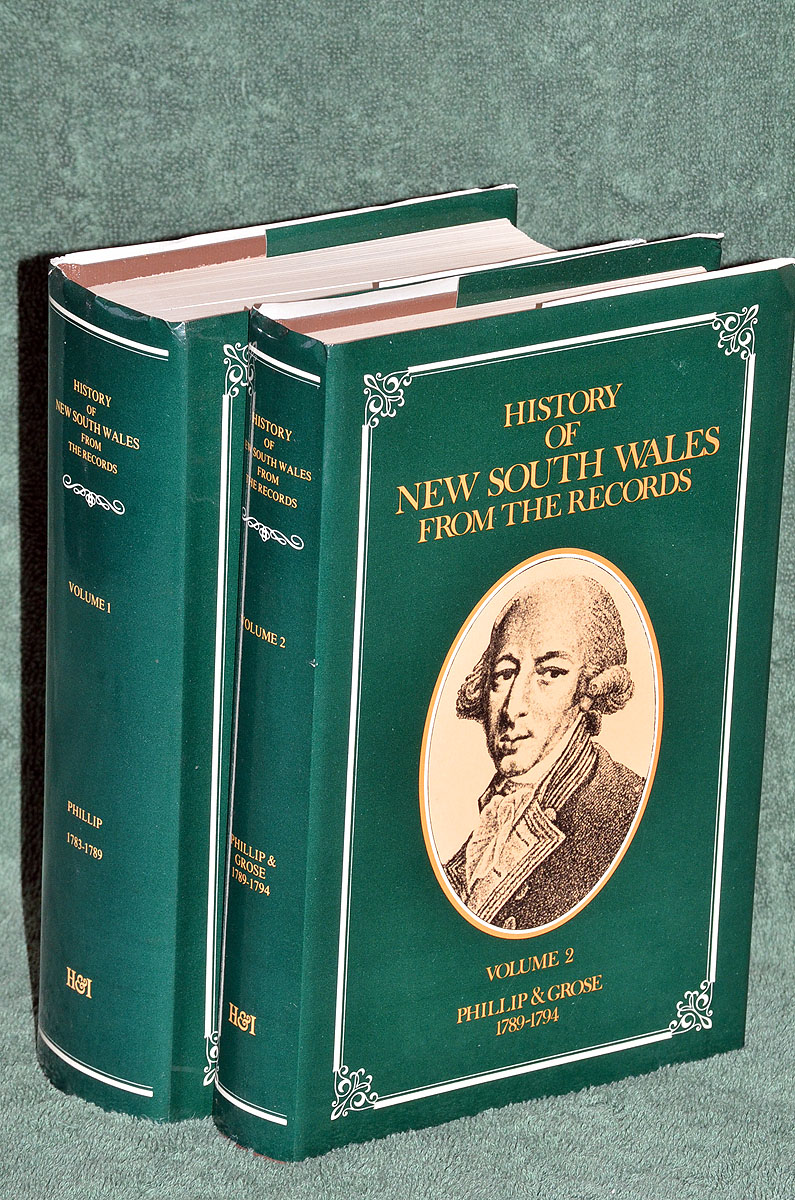 HISTORY
OF
NEW SOUTH WALES
FROM
THE RECORDS
VOLUME I
PHILLIP
1783-1789
H&I
HISTORY
OF
NEW SOUTH WALES
FROM
THE RECORDS
VOLUME 2
PHILLIP &
GROSE
1789-1794
H&I
HISTORY
OF
NEW SOUTH WALES
FROM THE RECORDS
VOLUME 2
PHILLIP & GROSE
1789-1794